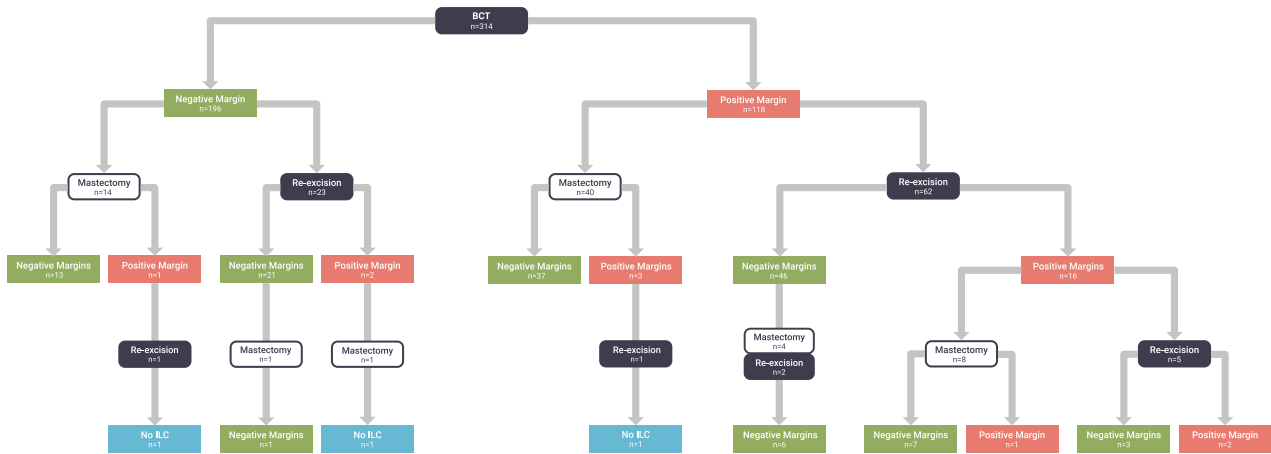 BCT
n=314
Negative Margin
n=196
Positive Margin
n=118
Mastectomy
n=14
Re-excision
n=23
Mastectomy
n=40
Re-excision
n=62
Negative Margins
n=13
Positive Margin
n=1
Negative Margins
n=21
Positive Margin
n=2
Negative Margins
n=37
Positive Margins
n=3
Negative Margins
n=46
Positive Margins
n=16
Re-excision
n=1
Mastectomy
n=1
Mastectomy
n=1
Re-excision
n=1
Mastectomy
n=4
Re-excision
n=2
Mastectomy
n=8
Re-excision
n=5
No ILC
n=1
Negative Margins
n=1
No ILC
n=1
No ILC
n=1
Negative Margins
n=6
Negative Margins
n=7
Positive Margin
n=1
Negative Margins
n=3
Positive Margin
n=2